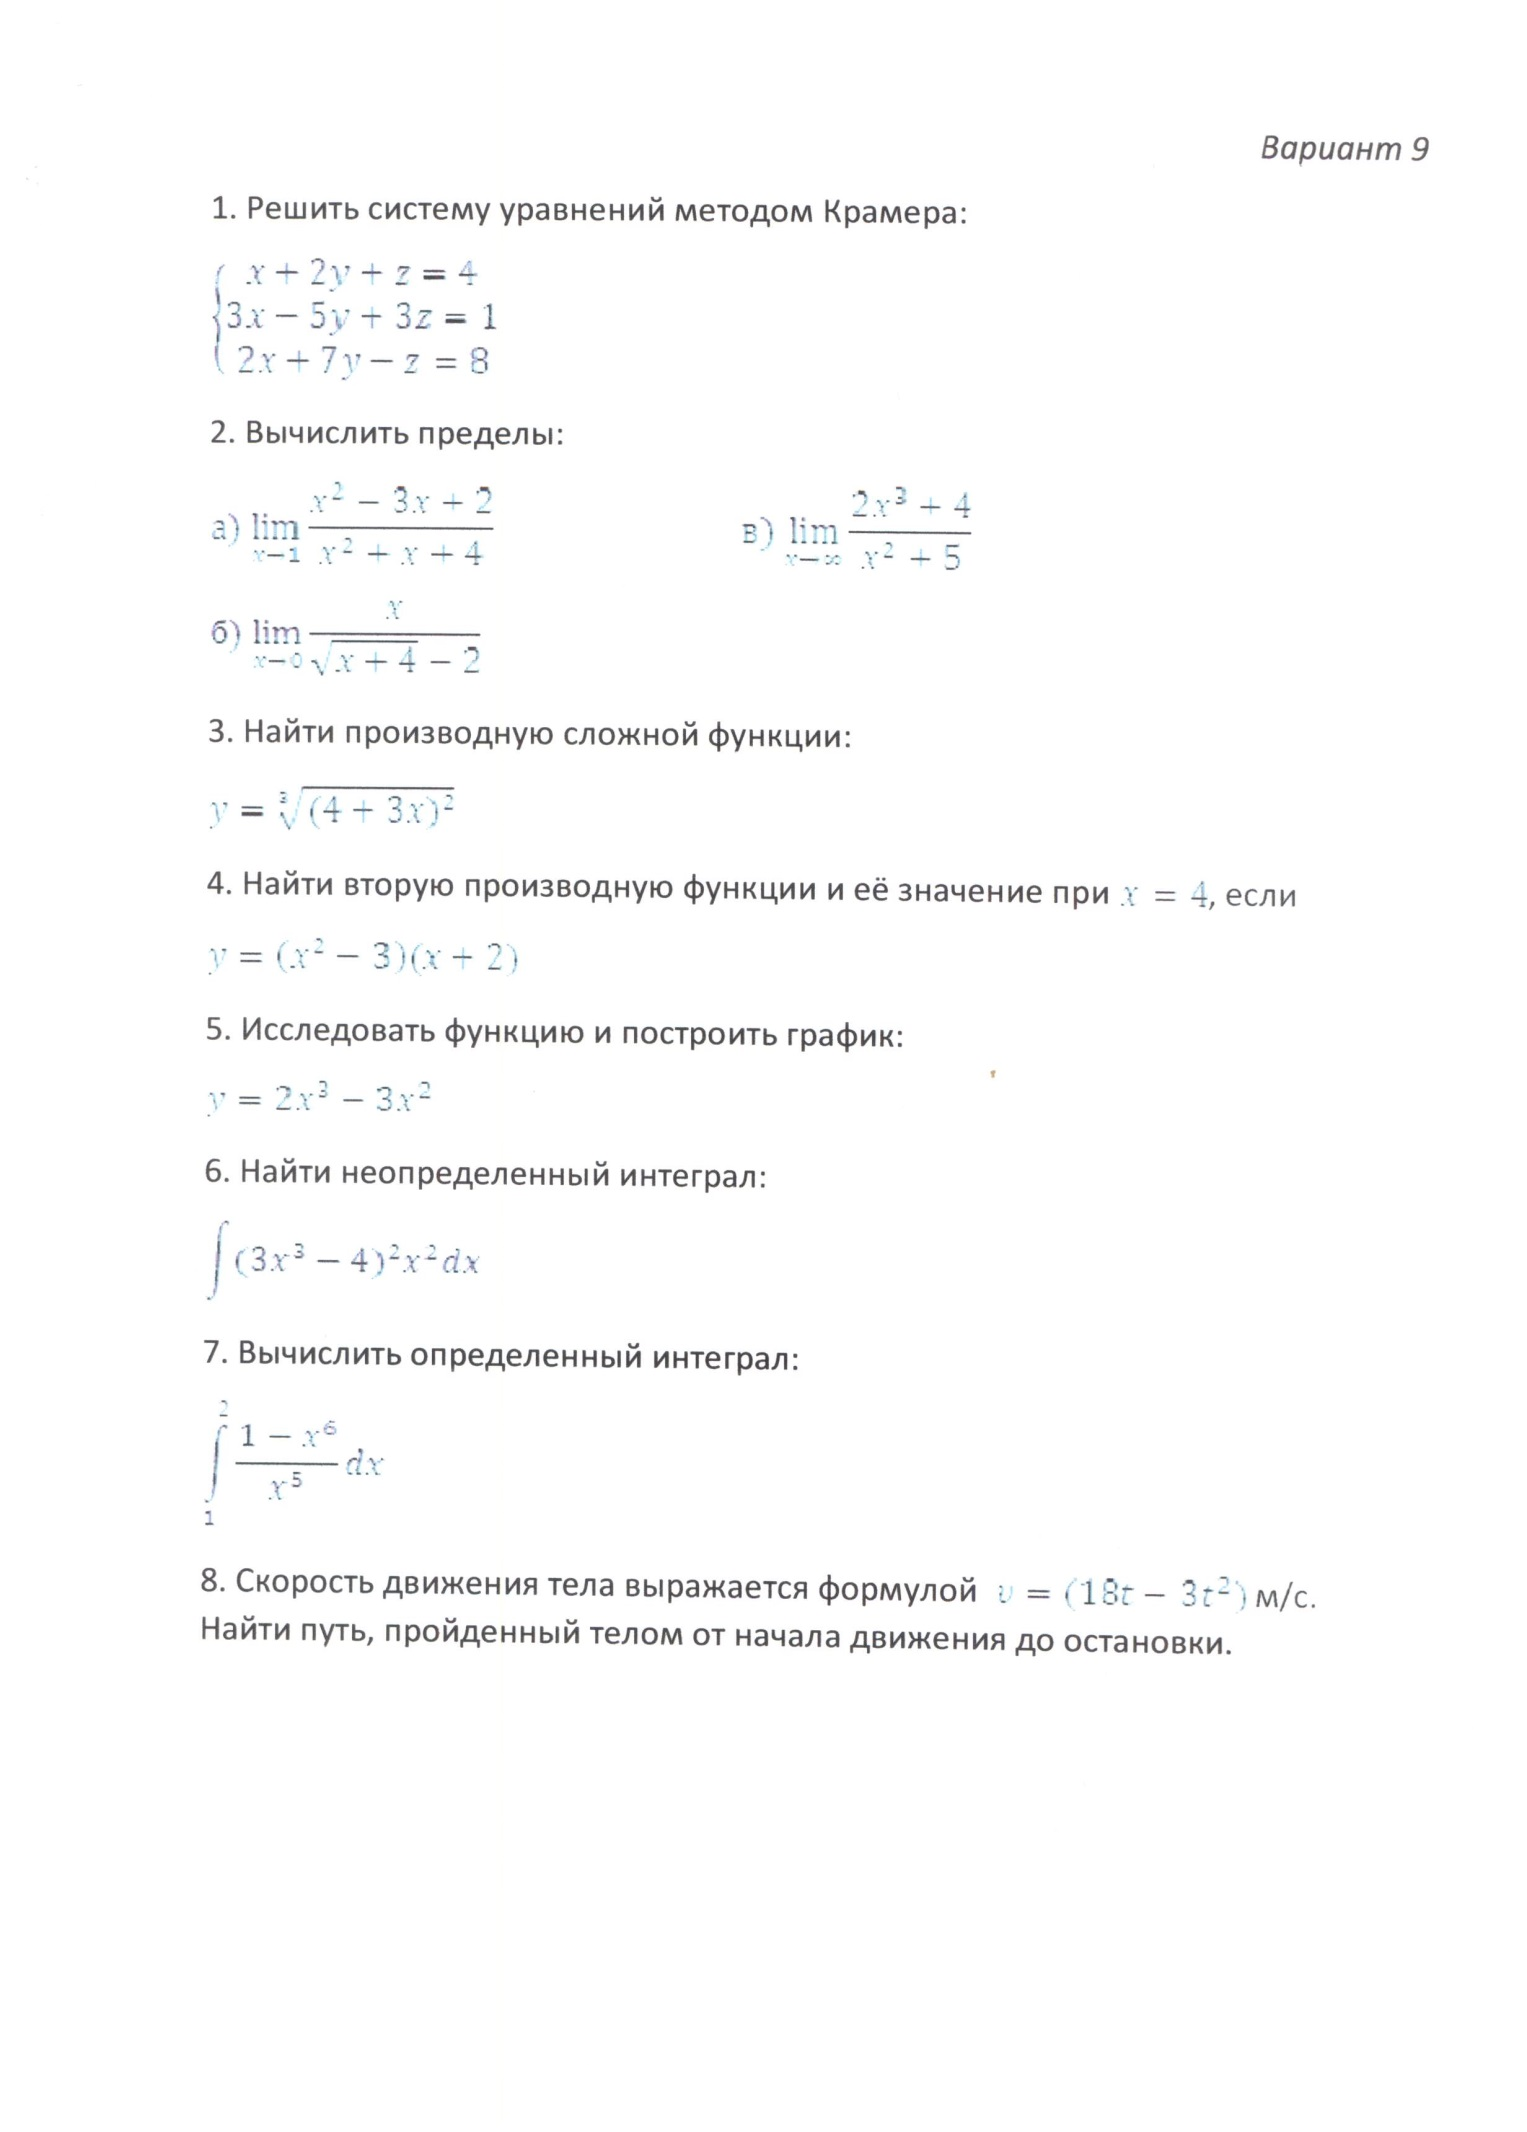 Вариант 9
1. Решить систему уравнений методом Крамера:
x + 2y + z = 4
3x − 5y + 3z = 1
2x + 7y − z = 8
2. Вычислить пределы:
а) lim x→1 (x² − 3x + 2)/(x² + x + 4)
в) lim x→∞ (2x³ + 4)/(x² + 5)
б) lim x→0 x/(√(x + 4) − 2)
3. Найти производную сложной функции:
y = ∛((4 + 3x)²)
4. Найти вторую производную функции и её значение при x = 4, если
y = (x² − 3)(x + 2)
5. Исследовать функцию и построить график:
y = 2x³ − 3x²
6. Найти неопределенный интеграл:
∫(3x³ − 4)²x²dx
7. Вычислить определенный интеграл:
∫₁² (1 − x⁶)/x⁵ dx
8. Скорость движения тела выражается формулой v = (18t − 3t²) м/с.
Найти путь, пройденный телом от начала движения до остановки.